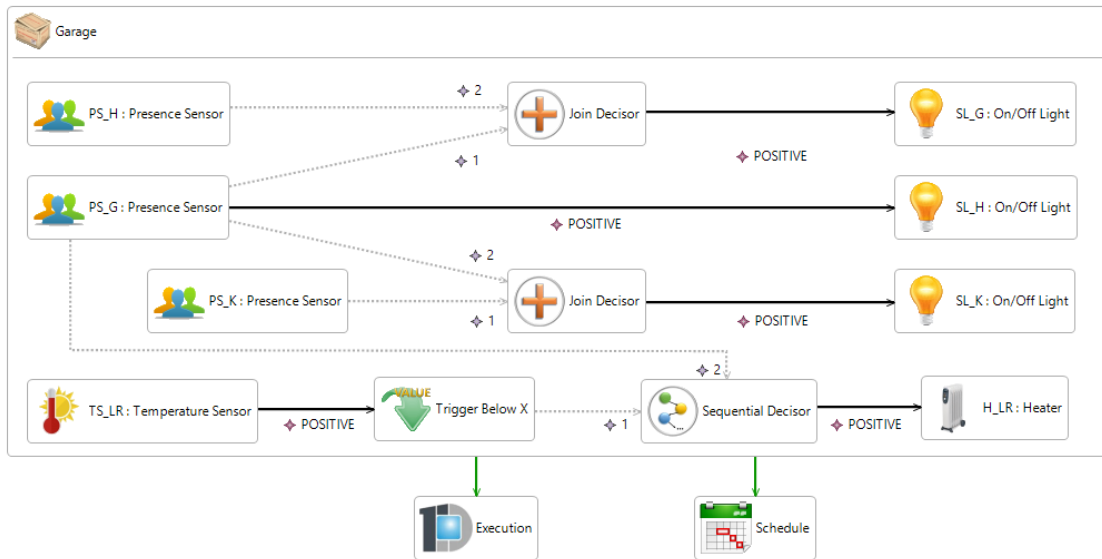 Garage
PS_H : Presence Sensor
2
Join Decisor
SL_G : On/Off Light
POSITIVE
1
PS_G : Presence Sensor
SL_H : On/Off Light
POSITIVE
2
PS_K : Presence Sensor
Join Decisor
SL_K : On/Off Light
1
POSITIVE
2
TS_LR : Temperature Sensor
VALUE
Trigger Below X
Sequential Decisor
H_LR : Heater
POSITIVE
1
POSITIVE
1D
Execution
Schedule